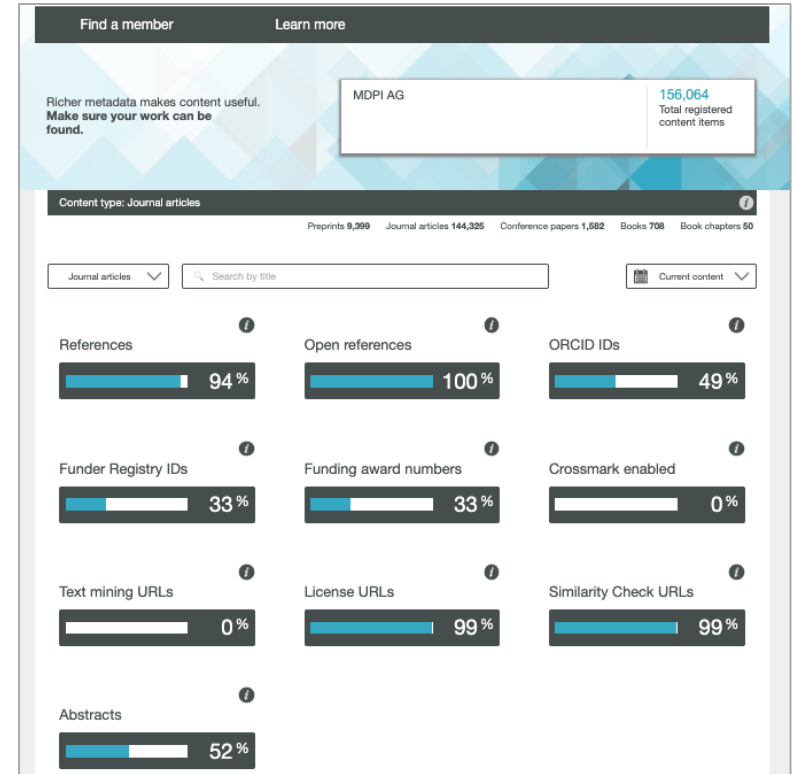 Find a member
Learn more
Richer metadata makes content useful.
Make sure your work can be
found.
MDPI AG
156,064
Total registered
content items
Content type: Journal articles
Preprints 9,399 Journal articles 144,325 Conference papers 1,582 Books 708 Book chapters 50
Journal articles
Search by title
Current content
References
94 %
Open references
100 %
ORCID IDs
49 %
Funder Registry IDs
33 %
Funding award numbers
33 %
Crossmark enabled
0 %
Text mining URLs
0 %
License URLs
99 %
Similarity Check URLs
99 %
Abstracts
52 %